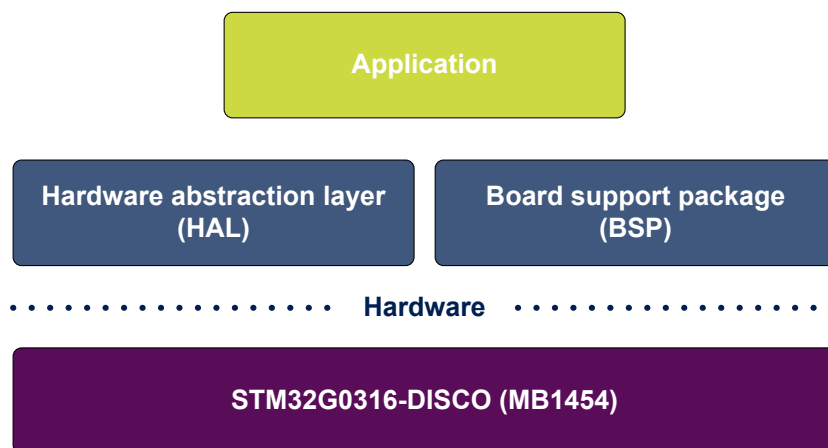 Application
Hardware abstraction layer
(HAL)
Board support package
(BSP)
Hardware
STM32G0316-DISCO (MB1454)